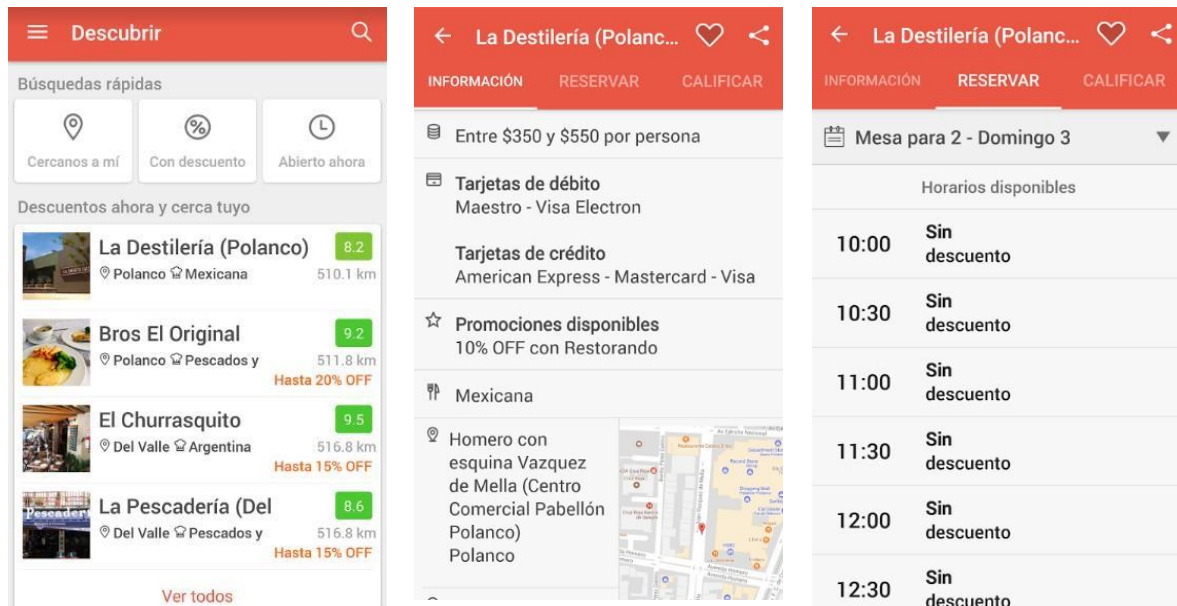 Descubrir
Búsquedas rápidas
Cercanos a mí
Con descuento
Abierto ahora
Descuentos ahora y cerca tuyo
La Destilería (Polanco)
8.2
Polanco Mexicana
510.1 km
Bros El Original
9.2
Polanco Pescados y
511.8 km
Hasta 20% OFF
El Churrasquito
9.5
Del Valle Argentina
516.8 km
Hasta 15% OFF
La Pescadería (Del
8.6
Del Valle Pescados y
516.8 km
Hasta 15% OFF
Ver todos
La Destilería (Polanc...
INFORMACIÓN RESERVAR CALIFICAR
Entre $350 y $550 por persona
Tarjetas de débito
Maestro - Visa Electron
Tarjetas de crédito
American Express - Mastercard - Visa
Promociones disponibles
10% OFF con Restorando
Mexicana
Homero con
esquina Vazquez
de Mella (Centro
Comercial Pabellón
Polanco)
Polanco
La Destilería (Polanc...
INFORMACIÓN RESERVAR CALIFICAR
Mesa para 2 - Domingo 3
Horarios disponibles
10:00 Sin
descuento
10:30 Sin
descuento
11:00 Sin
descuento
11:30 Sin
descuento
12:00 Sin
descuento
12:30 Sin
descuento